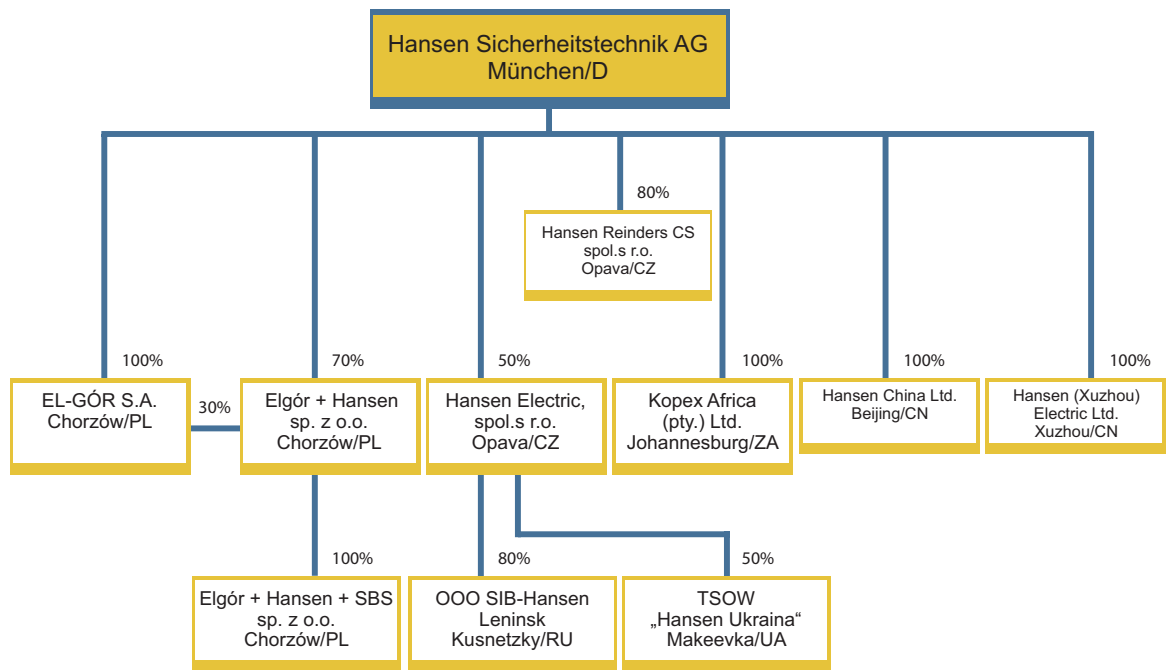 Hansen Sicherheitstechnik AG
München/D
80%
Hansen Reinders CS
spol.s r.o.
Opava/CZ
100%
EL-GÓR S.A.
Chorzów/PL
30%
70%
Elgór + Hansen
sp. z o.o.
Chorzów/PL
50%
Hansen Electric,
spol.s r.o.
Opava/CZ
100%
Kopex Africa
(pty.) Ltd.
Johannesburg/ZA
100%
Hansen China Ltd.
Beijing/CN
100%
Hansen (Xuzhou)
Electric Ltd.
Xuzhou/CN
100%
Elgór + Hansen + SBS
sp. z o.o.
Chorzów/PL
80%
OOO SIB-Hansen
Leninsk
Kusnetzky/RU
50%
TSOW
„Hansen Ukraina“
Makeevka/UA